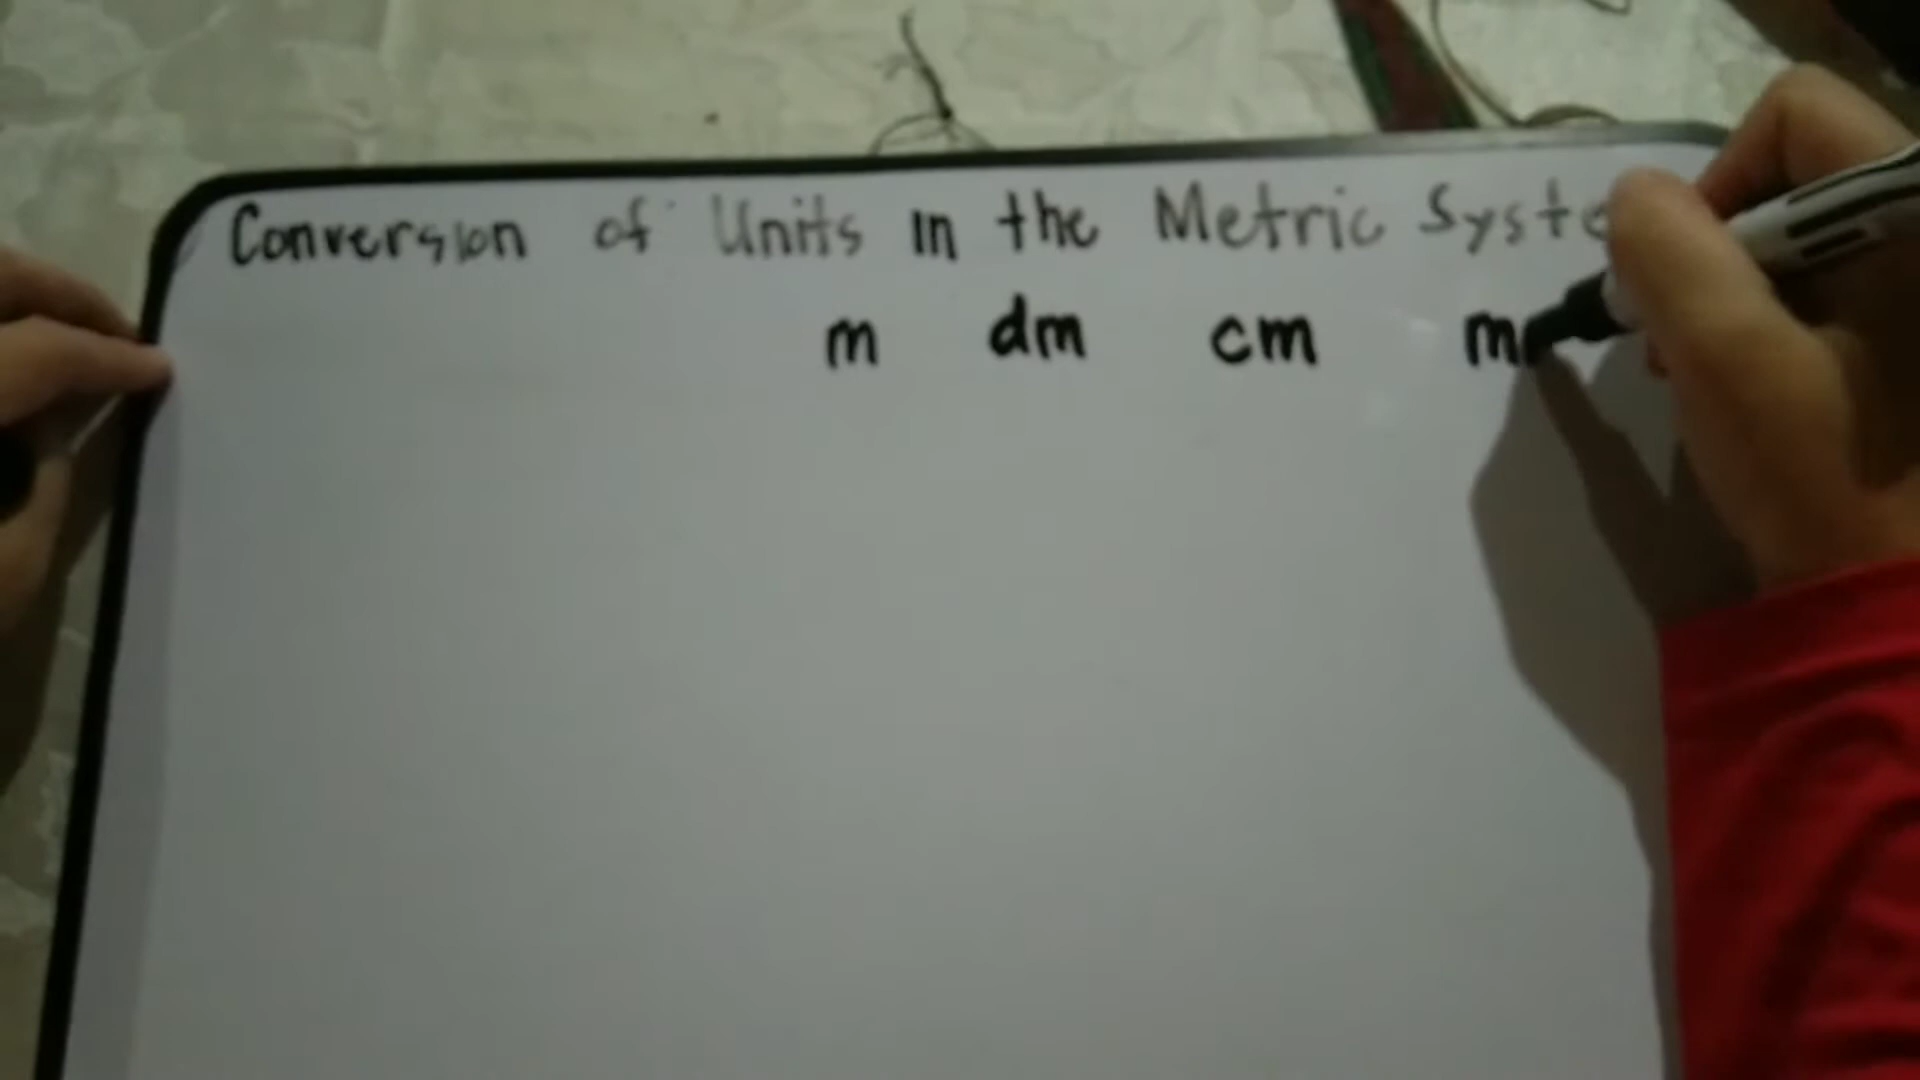 Conversion of Units in the Metric Syste
m dm cm m